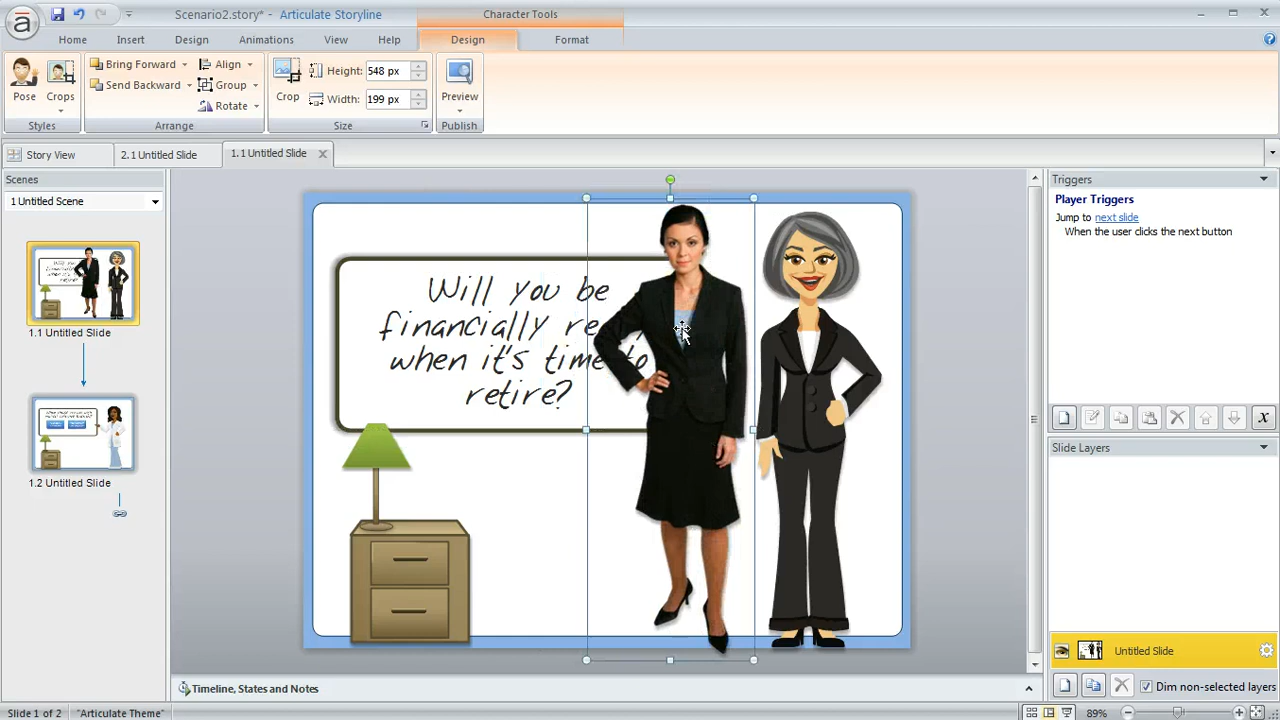 Scenario2.story* - Articulate Storyline
Character Tools
Home Insert Design Animations View Help Design Format
Bring Forward Align
Send Backward Group
Rotate
Pose Crops
Crop
Height: 548 px
Width: 199 px
Preview
Styles Arrange Size Publish
Story View 2.1 Untitled Slide 1.1 Untitled Slide
Scenes
1 Untitled Scene
1.1 Untitled Slide
1.2 Untitled Slide
Will you be
financially
when it's time to
retire?
Timeline, States and Notes
Triggers
Player Triggers
Jump to next slide
When the user clicks the next button
Slide Layers
Untitled Slide
Dim non-selected layers
Slide 1 of 2 "Articulate Theme" 89%